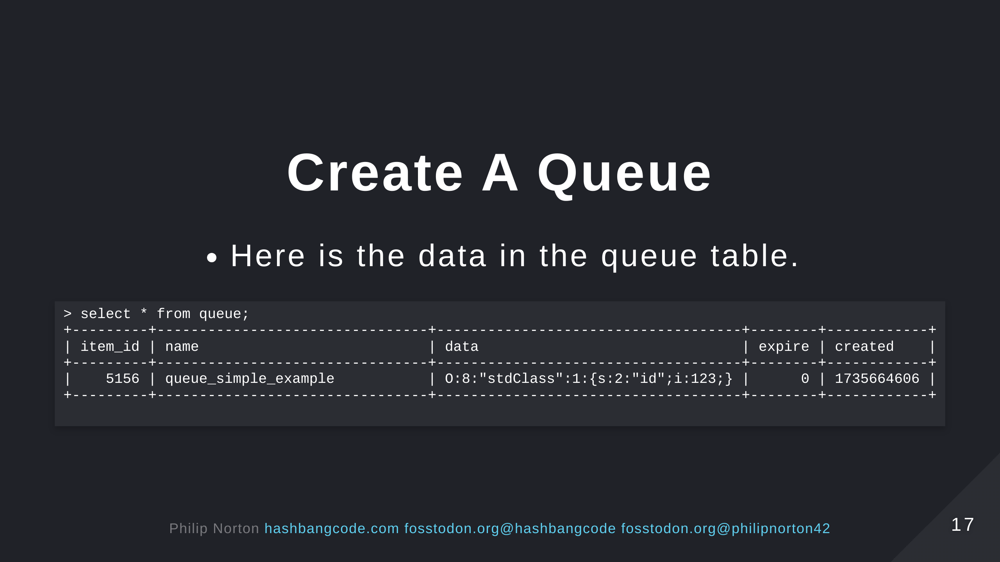 Create A Queue
• Here is the data in the queue table.
> select * from queue;
+---------+--------------------------------+------------------------------------+--------+------------+
| item_id | name                           | data                               | expire | created    |
+---------+--------------------------------+------------------------------------+--------+------------+
|    5156 | queue_simple_example           | O:8:"stdClass":1:{s:2:"id";i:123;} |      0 | 1735664606 |
+---------+--------------------------------+------------------------------------+--------+------------+
Philip Norton hashbangcode.com fosstodon.org@hashbangcode fosstodon.org@philipnorton42
17